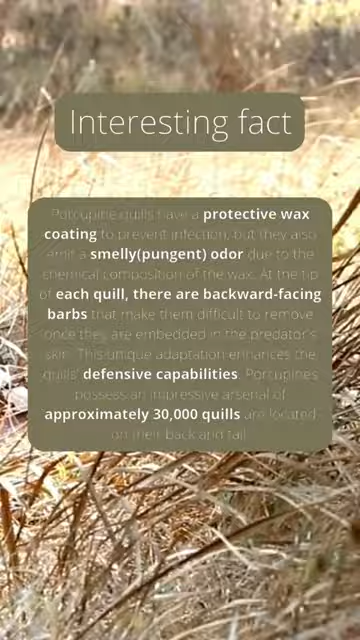 Interesting fact
Porcupine quills have a protective wax
coating to prevent infection, but they also
emit a smelly(pungent) odor due to the
chemical composition of the wax. At the tip
of each quill, there are backward-facing
barbs that make them difficult to remove
once they are embedded in the predator's
skin. This unique adaptation enhances the
quills' defensive capabilities. Porcupines
possess an impressive arsenal of
approximately 30,000 quills are located
on their back and tail.